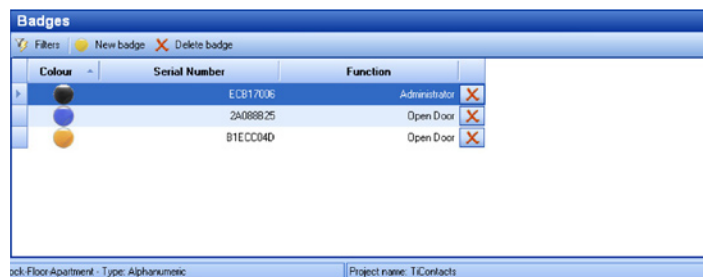 Badges
Filters New badge Delete badge
Colour Serial Number Function
ECB17006 Administrator
2A088B25 Open Door
B1ECC04D Open Door
ock-Floor-Apartment - Type: Alphanumeric Project name: TiContacts